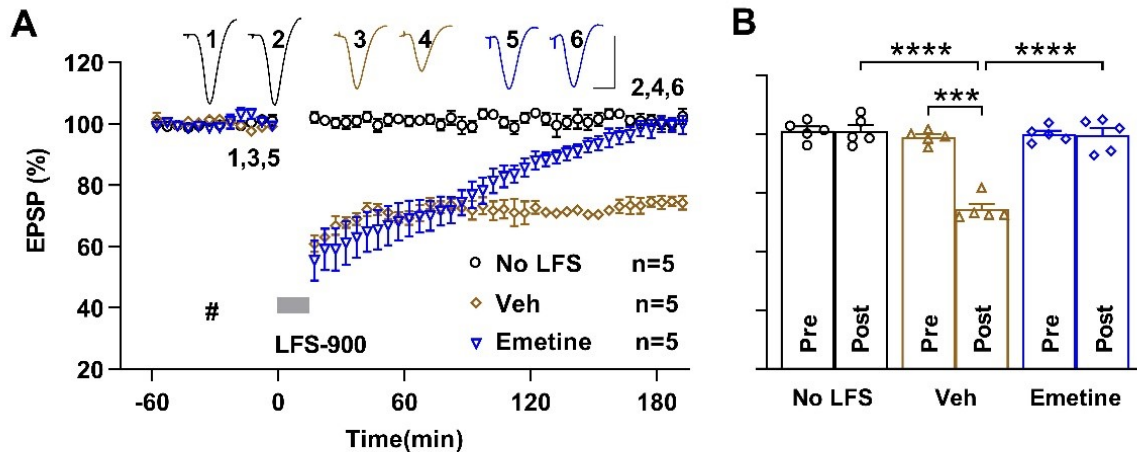 A
B
1 2 3 4 5 6
**** ****
2,4,6
***
120
100
80
60
40
20
EPSP (%)
1,3,5
No LFS n=5
Veh n=5
Emetine n=5
#
LFS-900
-60 0 60 120 180
Time(min)
Pre Post Pre Post Pre Post
No LFS Veh Emetine